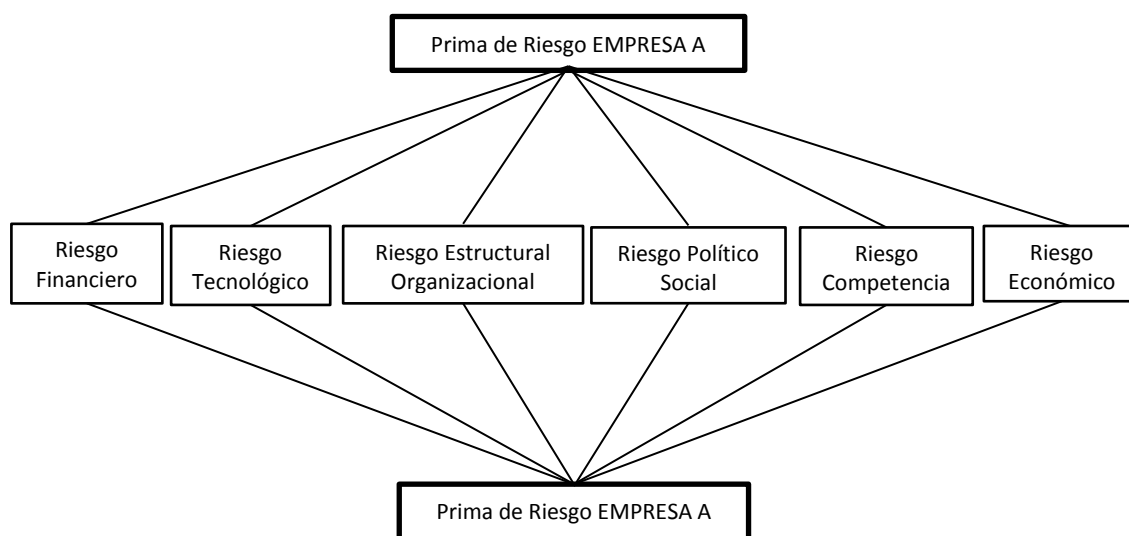 Prima de Riesgo EMPRESA A
Riesgo
Financiero
Riesgo
Tecnológico
Riesgo Estructural
Organizacional
Riesgo Político
Social
Riesgo
Competencia
Riesgo
Económico
Prima de Riesgo EMPRESA A